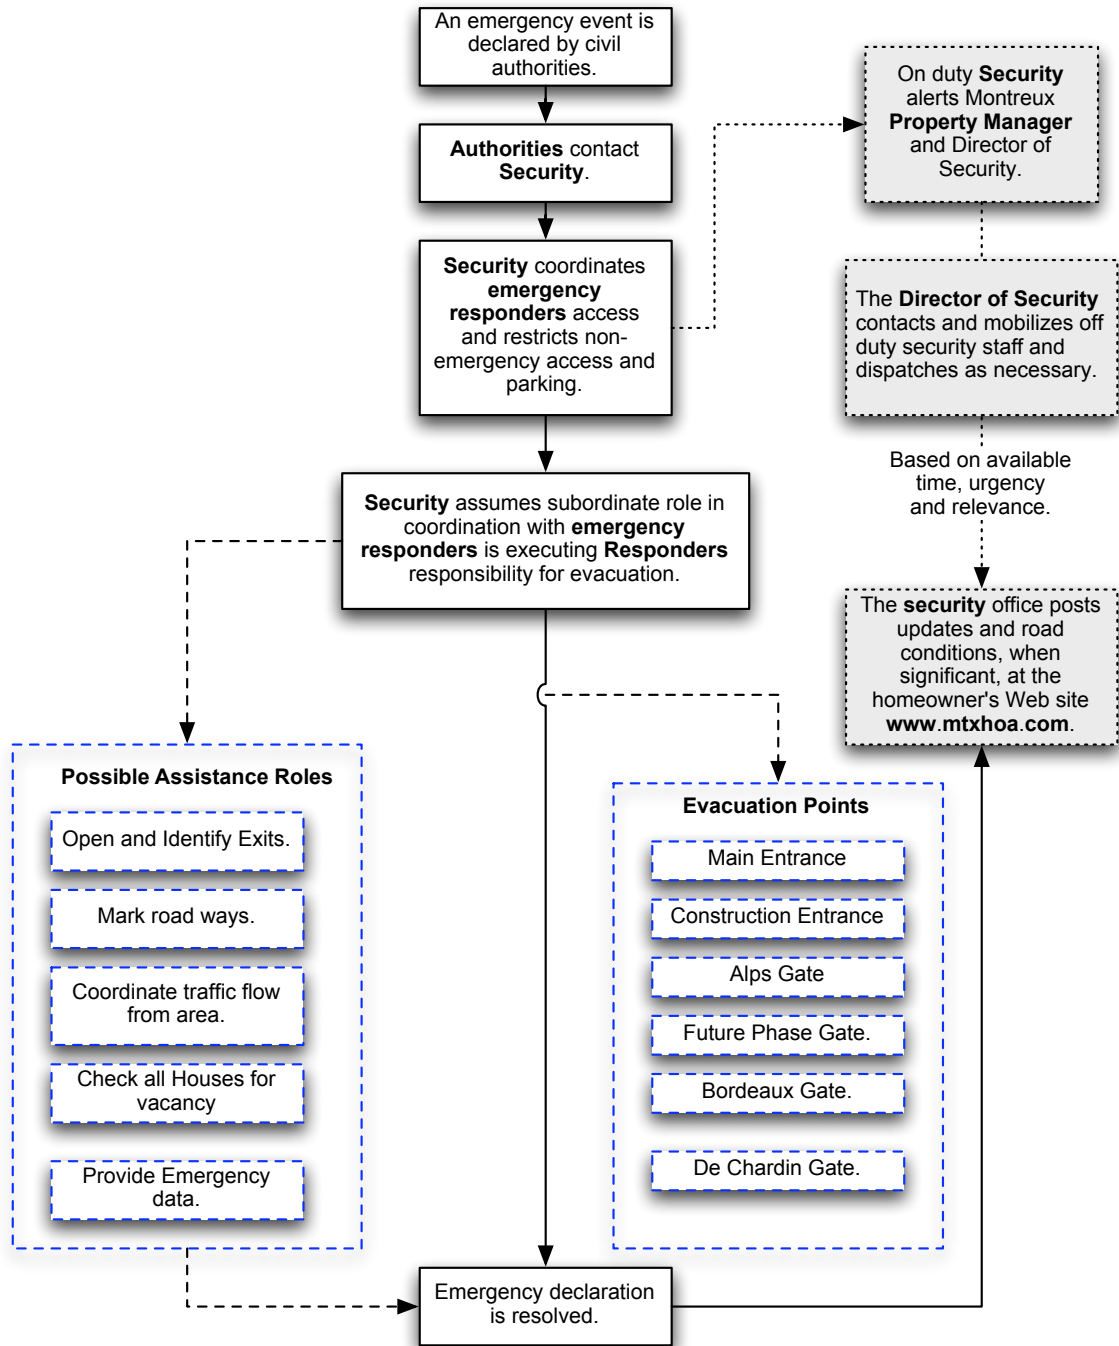 An emergency event is
declared by civil
authorities.
On duty Security
alerts Montreux
Property Manager
and Director of
Security.
Authorities contact
Security.
Security coordinates
emergency
responders access
and restricts non-
emergency access and
parking.
The Director of Security
contacts and mobilizes off
duty security staff and
dispatches as necessary.
Based on available
time, urgency
and relevance.
Security assumes subordinate role in
coordination with emergency
responders is executing Responders
responsibility for evacuation.
The security office posts
updates and road
conditions, when
significant, at the
homeowner's Web site
www.mtxhoa.com.
Possible Assistance Roles
Open and Identify Exits.
Mark road ways.
Coordinate traffic flow
from area.
Check all Houses for
vacancy
Provide Emergency
data.
Evacuation Points
Main Entrance
Construction Entrance
Alps Gate
Future Phase Gate.
Bordeaux Gate.
De Chardin Gate.
Emergency declaration
is resolved.